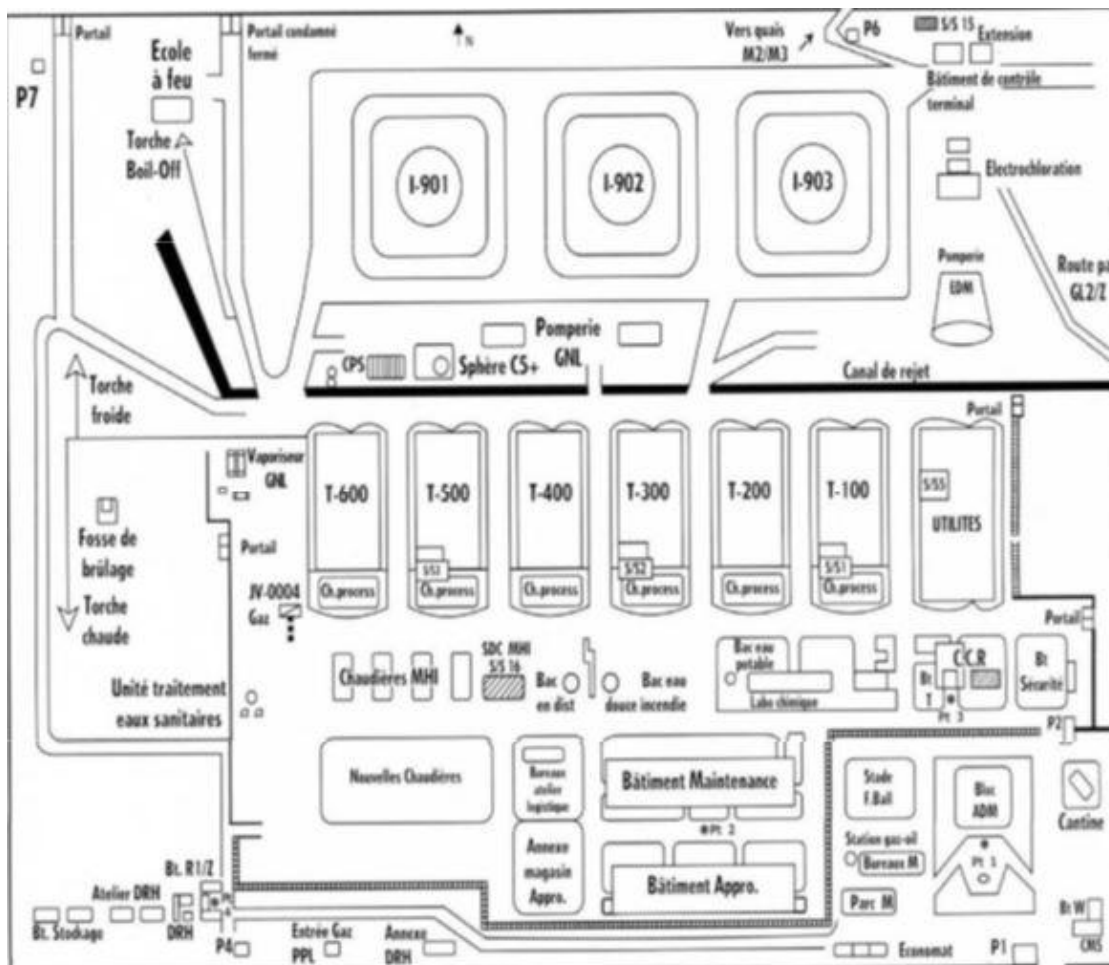 Portail
Portail condamné
fermé
N
Vers quais
M2/M3
P6
S/S 15
Extension
Bâtiment de contrôle
terminal
P7
Ecole
à feu
Torche
Boil-Off
I-901
I-902
I-903
Electrochloration
Pomperie
EDM
Route pa
GL2/Z
Pomperie
GNL
CPS
Sphère C5+
Canal de rejet
Torche
froide
Portail
Vaporiseur
GNL
T-600
T-500
T-400
T-300
T-200
T-100
S/S5
UTILITES
Fosse de
brûlage
Portail
Torche
chaude
JV-0004
Gaz
Ch.process
S/S3
Ch.process
Ch.process
S/S2
Ch.process
Ch.process
S/S1
Ch.process
Portail
Unité traitement
eaux sanitaires
Chaudières MHI
SDC MHI
S/S 16
Bac
en dist
Bac eau
douce incendie
Bac eau
potable
Labo chimique
C.C.R
Bt
T
Pt 3
Bt
Sécurité
P2
Nouvelles Chaudières
Bureaux
atelier
logistique
Bâtiment Maintenance
Pt 2
Stade
F.Ball
Bloc
ADM
Cantine
Station gaz-oil
Bureaux M
Pt 1
Annexe
magasin
Appro.
Bâtiment Appro.
Parc M
Bt. R1/Z
Pt
4
Atelier DRH
Bt. Stockage
DRH
P4
Entrée Gaz
PPL
Annexe
DRH
Economat
P1
Bt W
CMS